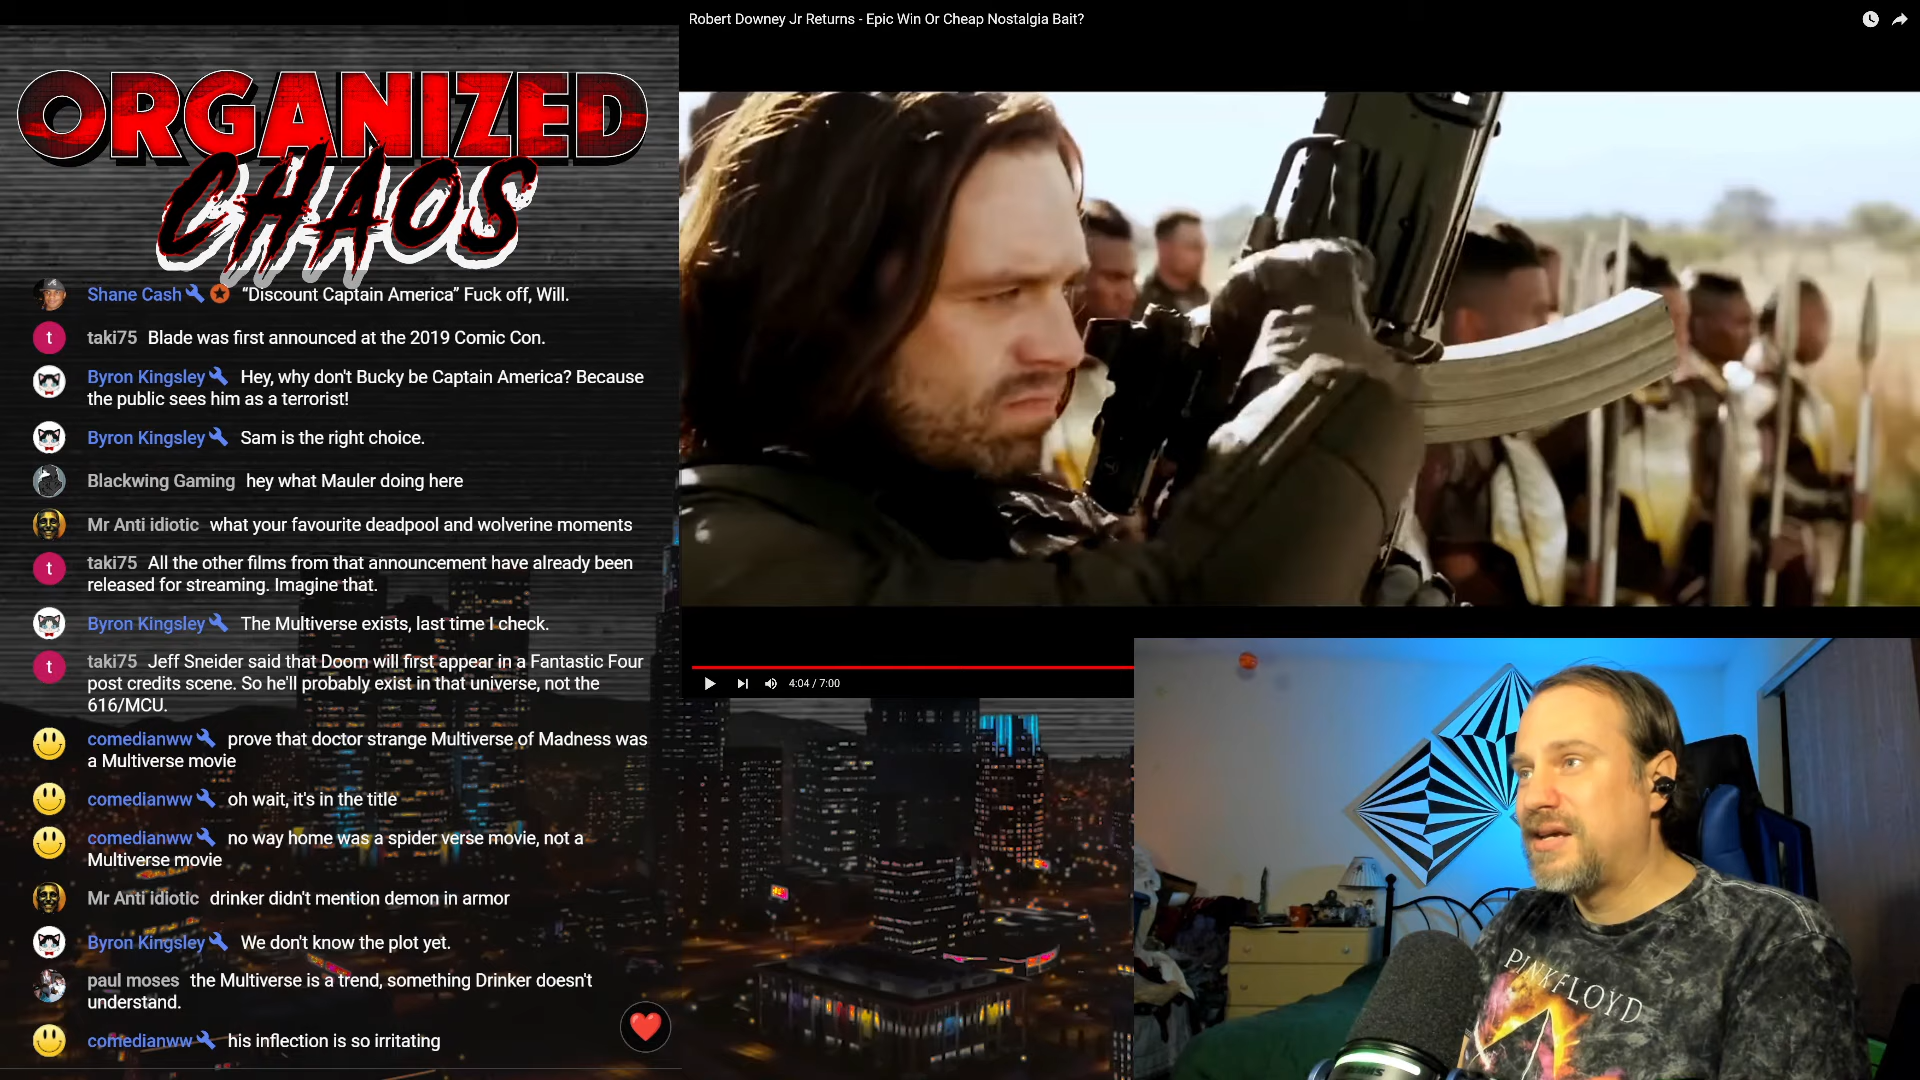 Robert Downey Jr Returns - Epic Win Or Cheap Nostalgia Bait?
ORGANIZED
CHAOS
Shane Cash “Discount Captain America” Fuck off, Will.
t taki75 Blade was first announced at the 2019 Comic Con.
Byron Kingsley Hey, why don't Bucky be Captain America? Because
the public sees him as a terrorist!
Byron Kingsley Sam is the right choice.
Blackwing Gaming hey what Mauler doing here
Mr Anti idiotic what your favourite deadpool and wolverine moments
t taki75 All the other films from that announcement have already been
released for streaming. Imagine that.
Byron Kingsley The Multiverse exists, last time I check.
t taki75 Jeff Sneider said that Doom will first appear in a Fantastic Four
post credits scene. So he'll probably exist in that universe, not the
616/MCU.
comedianww prove that doctor strange Multiverse of Madness was
a Multiverse movie
comedianww oh wait, it's in the title
comedianww no way home was a spider verse movie, not a
Multiverse movie
Mr Anti idiotic drinker didn't mention demon in armor
Byron Kingsley We don't know the plot yet.
paul moses the Multiverse is a trend, something Drinker doesn't
understand.
comedianww his inflection is so irritating
4:04 / 7:00
PINK FLOYD